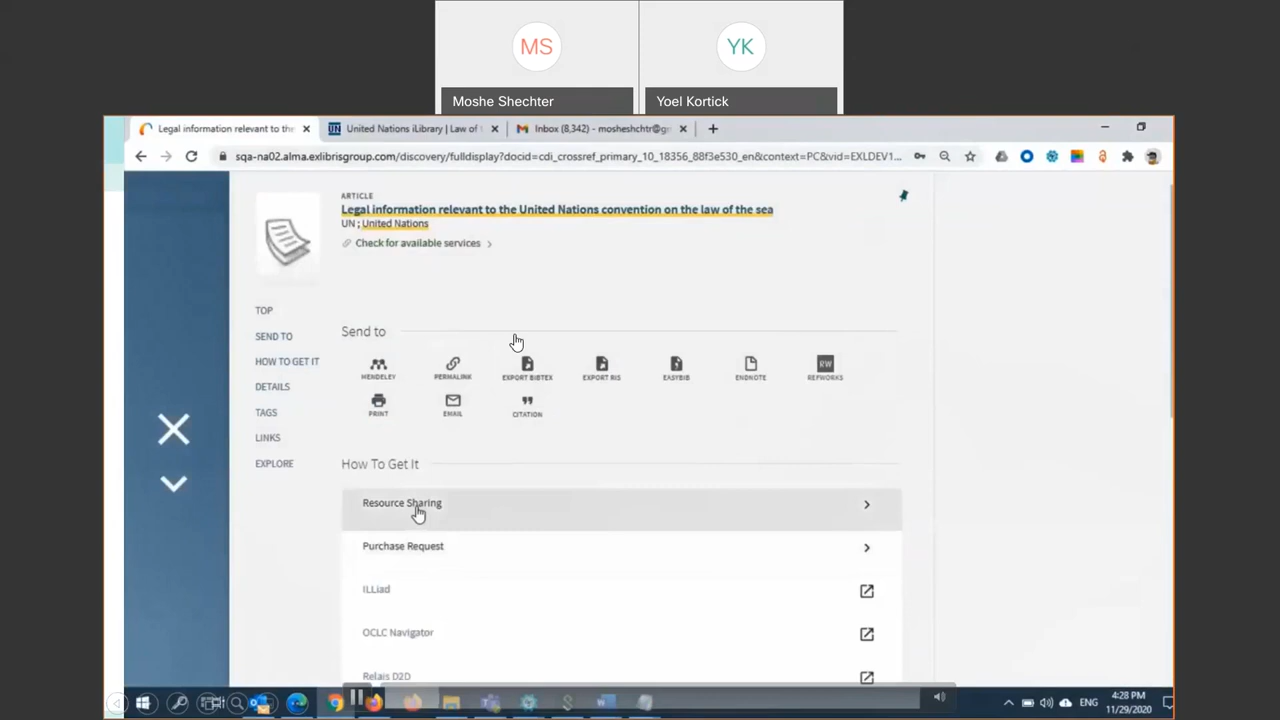 MS
YK
Moshe Shechter
Yoel Kortick
Legal information relevant to the
United Nations iLibrary | Law of
Inbox (8,342) - mosheshchtr@g
sqa-na02.alma.exlibrisgroup.com/discovery/fulldisplay?docid=cdi_crossref_primary_10_18356_88f3e530_en&context=PC&vid=EXLDEV1...
ARTICLE
Legal information relevant to the United Nations convention on the law of the sea
UN ; United Nations
Check for available services
TOP
SEND TO
HOW TO GET IT
DETAILS
TAGS
LINKS
EXPLORE
Send to
MENDELEY
PERMALINK
EXPORT BIBTEX
EXPORT RIS
EASYBIB
ENDNOTE
RW
REFWORKS
PRINT
EMAIL
CITATION
How To Get It
Resource Sharing
Purchase Request
ILLiad
OCLC Navigator
Relais D2D
ENG
4:28 PM
11/29/2020